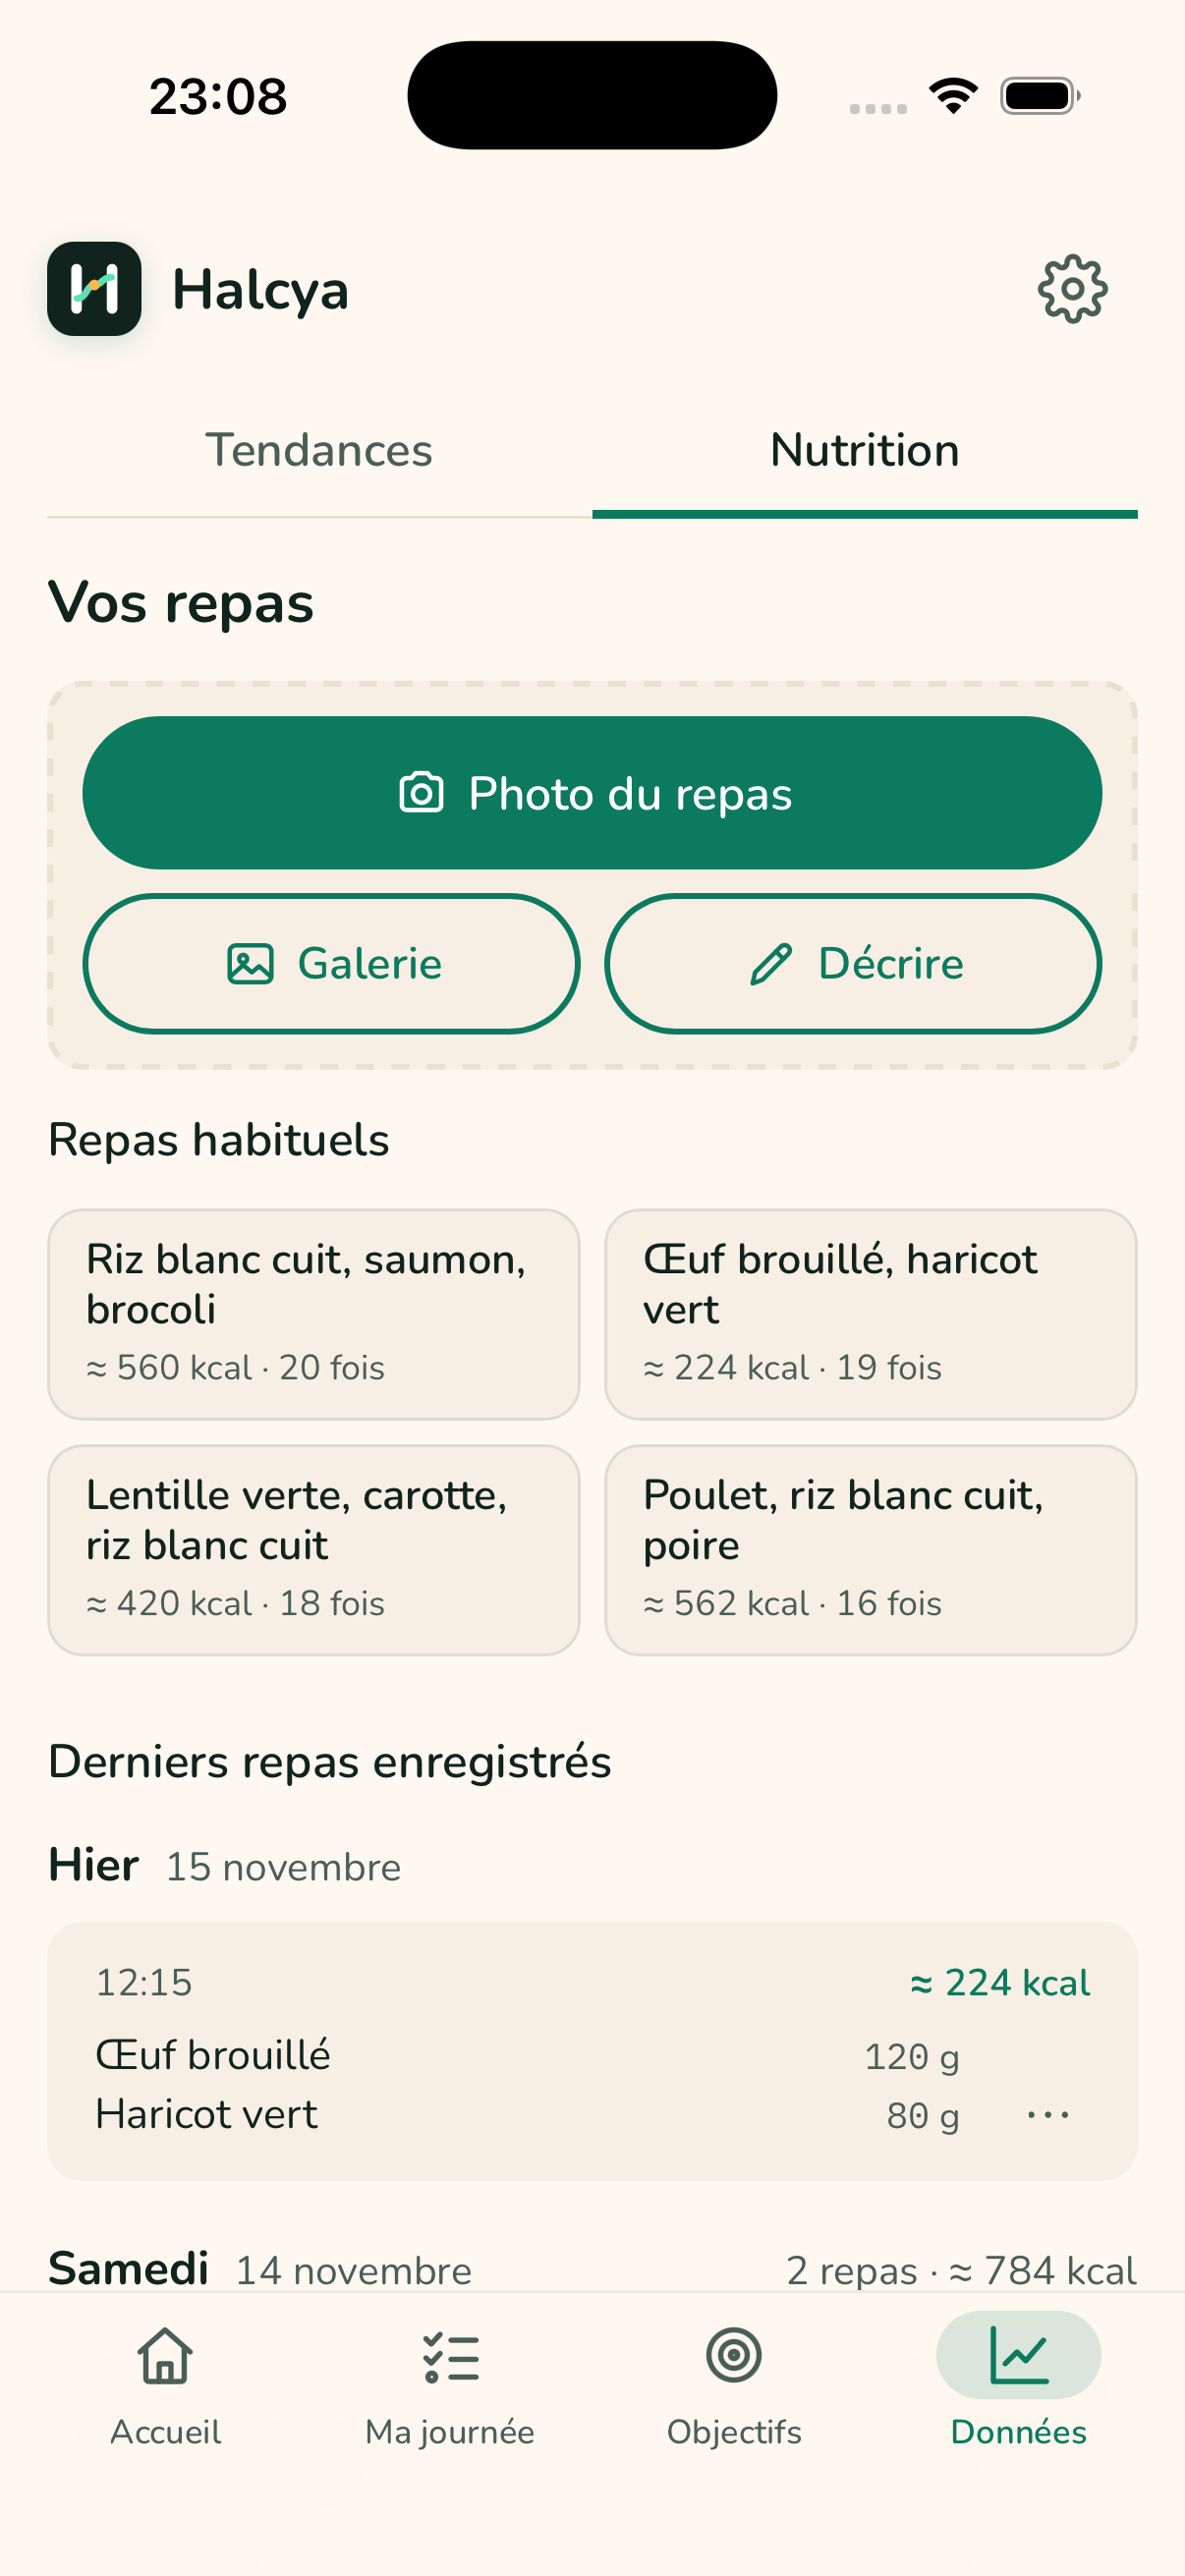 23:08
Halcya
Tendances
Nutrition
Vos repas
Photo du repas
Galerie
Décrire
Repas habituels
Riz blanc cuit, saumon,
brocoli
≈ 560 kcal · 20 fois
Œuf brouillé, haricot
vert
≈ 224 kcal · 19 fois
Lentille verte, carotte,
riz blanc cuit
≈ 420 kcal · 18 fois
Poulet, riz blanc cuit,
poire
≈ 562 kcal · 16 fois
Derniers repas enregistrés
Hier 15 novembre
12:15 ≈ 224 kcal
Œuf brouillé 120 g
Haricot vert 80 g ···
Samedi 14 novembre 2 repas · ≈ 784 kcal
Accueil
Ma journée
Objectifs
Données